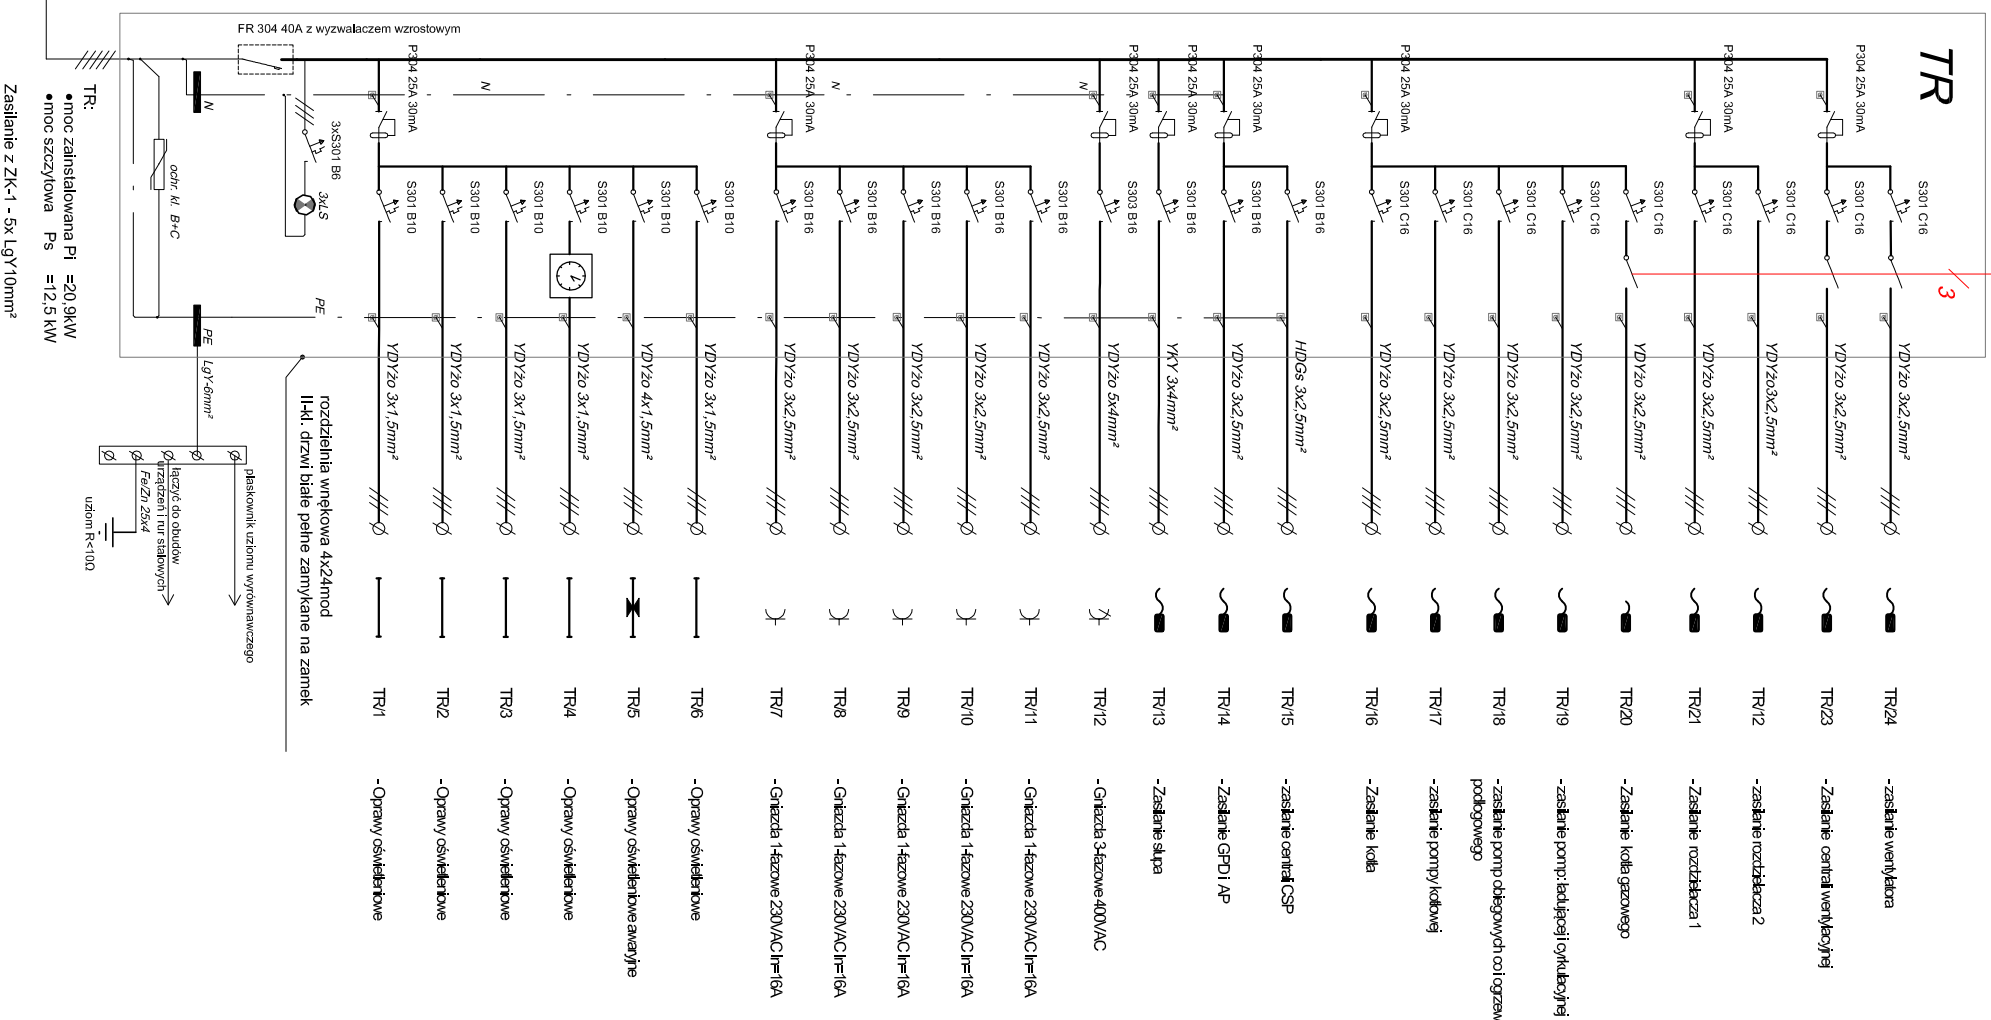 TR
FR 304 40A z wyzwalaczem wzrostowym
P304 25A 30mA
P304 25A 30mA
P304 25A 30mA
P304 25A 30mA
P304 25A 30mA
P304 25A 30mA
P304 25A 30mA
P304 25A 30mA
N
N
N
N
3xS301 B6
3xLS
ochr. kl. B+C
S301 B10
S301 B10
S301 B10
S301 B10
S301 B10
S301 B10
S301 B16
S301 B16
S301 B16
S301 B16
S301 B16
S303 B16
S301 B16
S301 B16
S301 B16
S301 C16
S301 C16
S301 C16
S301 C16
S301 C16
S301 C16
S301 C16
S301 C16
S301 C16
3
PE
PE
LgY-6mm²
YDYżo 3x1,5mm²
YDYżo 3x1,5mm²
YDYżo 3x1,5mm²
YDYżo 3x1,5mm²
YDYżo 4x1,5mm²
YDYżo 3x1,5mm²
YDYżo 3x2,5mm²
YDYżo 3x2,5mm²
YDYżo 3x2,5mm²
YDYżo 3x2,5mm²
YDYżo 3x2,5mm²
YDYżo 5x4mm²
YKY 3x4mm²
YDYżo 3x2,5mm²
HDGs 3x2,5mm²
YDYżo 3x2,5mm²
YDYżo 3x2,5mm²
YDYżo 3x2,5mm²
YDYżo 3x2,5mm²
YDYżo 3x2,5mm²
YDYżo 3x2,5mm²
YDYżo3x2,5mm²
YDYżo 3x2,5mm²
YDYżo 3x2,5mm²
TR:
•moc zainstalowana Pi =20,9kW
•moc szczytowa Ps =12,5 kW
Zasilanie z ZK-1 - 5x LgY10mm²
rozdzielnia wnękowa 4x24mod
II-kl. drzwi białe pełne zamykane na zamek
płaskownik uziomu wyrównawczego
łączyć do obudów
urządzeń i rur stalowych
Fe/Zn 25x4
uziom R<10Ω
TR/1 - Oprawy oświetleniowe
TR/2 - Oprawy oświetleniowe
TR/3 - Oprawy oświetleniowe
TR/4 - Oprawy oświetleniowe
TR/5 - Oprawy oświetleniowe awaryjne
TR/6 - Oprawy oświetleniowe
TR/7 - Gniazda 1-fazowe 230VAC In=16A
TR/8 - Gniazda 1-fazowe 230VAC In=16A
TR/9 - Gniazda 1-fazowe 230VAC In=16A
TR/10 - Gniazda 1-fazowe 230VAC In=16A
TR/11 - Gniazda 1-fazowe 230VAC In=16A
TR/12 - Gniazda 3-fazowe 400VAC
TR/13 - Zasilanie słupa
TR/14 - Zasilanie GPD i AP
TR/15 - zasilanie centrali CSP
TR/16 - Zasilanie kotła
TR/17 - zasilanie pompy kotłowej
TR/18 - zasilanie pomp obiegowych co i ogrzew
podłogowego
TR/19 - zasilanie pomp: ładującej i cyrkulacyjnej
TR/20 - Zasilanie kotła gazowego
TR/21 - Zasilanie rozdzielacza 1
TR/12 - zasilanie rozdzielacza 2
TR/23 - Zasilanie centrali wentylacyjnej
TR/24 - zasilanie wentylatora